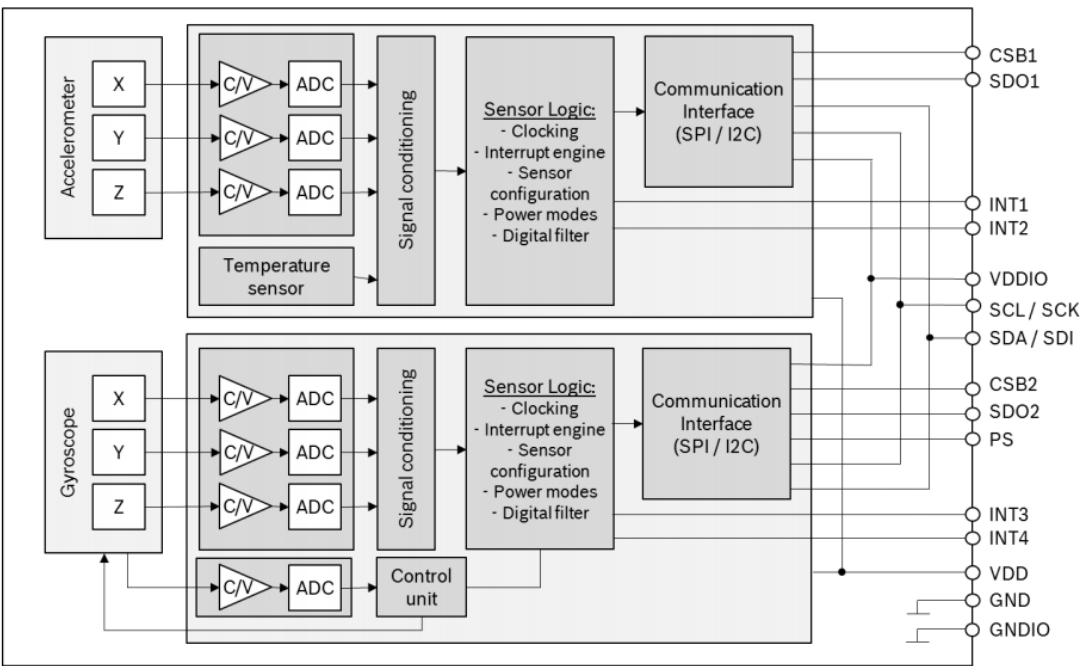 Accelerometer
X
Y
Z
C/V
ADC
C/V
ADC
C/V
ADC
Temperature
sensor
Signal conditioning
Sensor Logic:
- Clocking
- Interrupt engine
- Sensor
configuration
- Power modes
- Digital filter
Communication
Interface
(SPI / I2C)
Gyroscope
X
Y
Z
C/V
ADC
C/V
ADC
C/V
ADC
C/V
ADC
Signal conditioning
Control
unit
Sensor Logic:
- Clocking
- Interrupt engine
- Sensor
configuration
- Power modes
- Digital filter
Communication
Interface
(SPI / I2C)
CSB1
SDO1
INT1
INT2
VDDIO
SCL / SCK
SDA / SDI
CSB2
SDO2
PS
INT3
INT4
VDD
GND
GNDIO